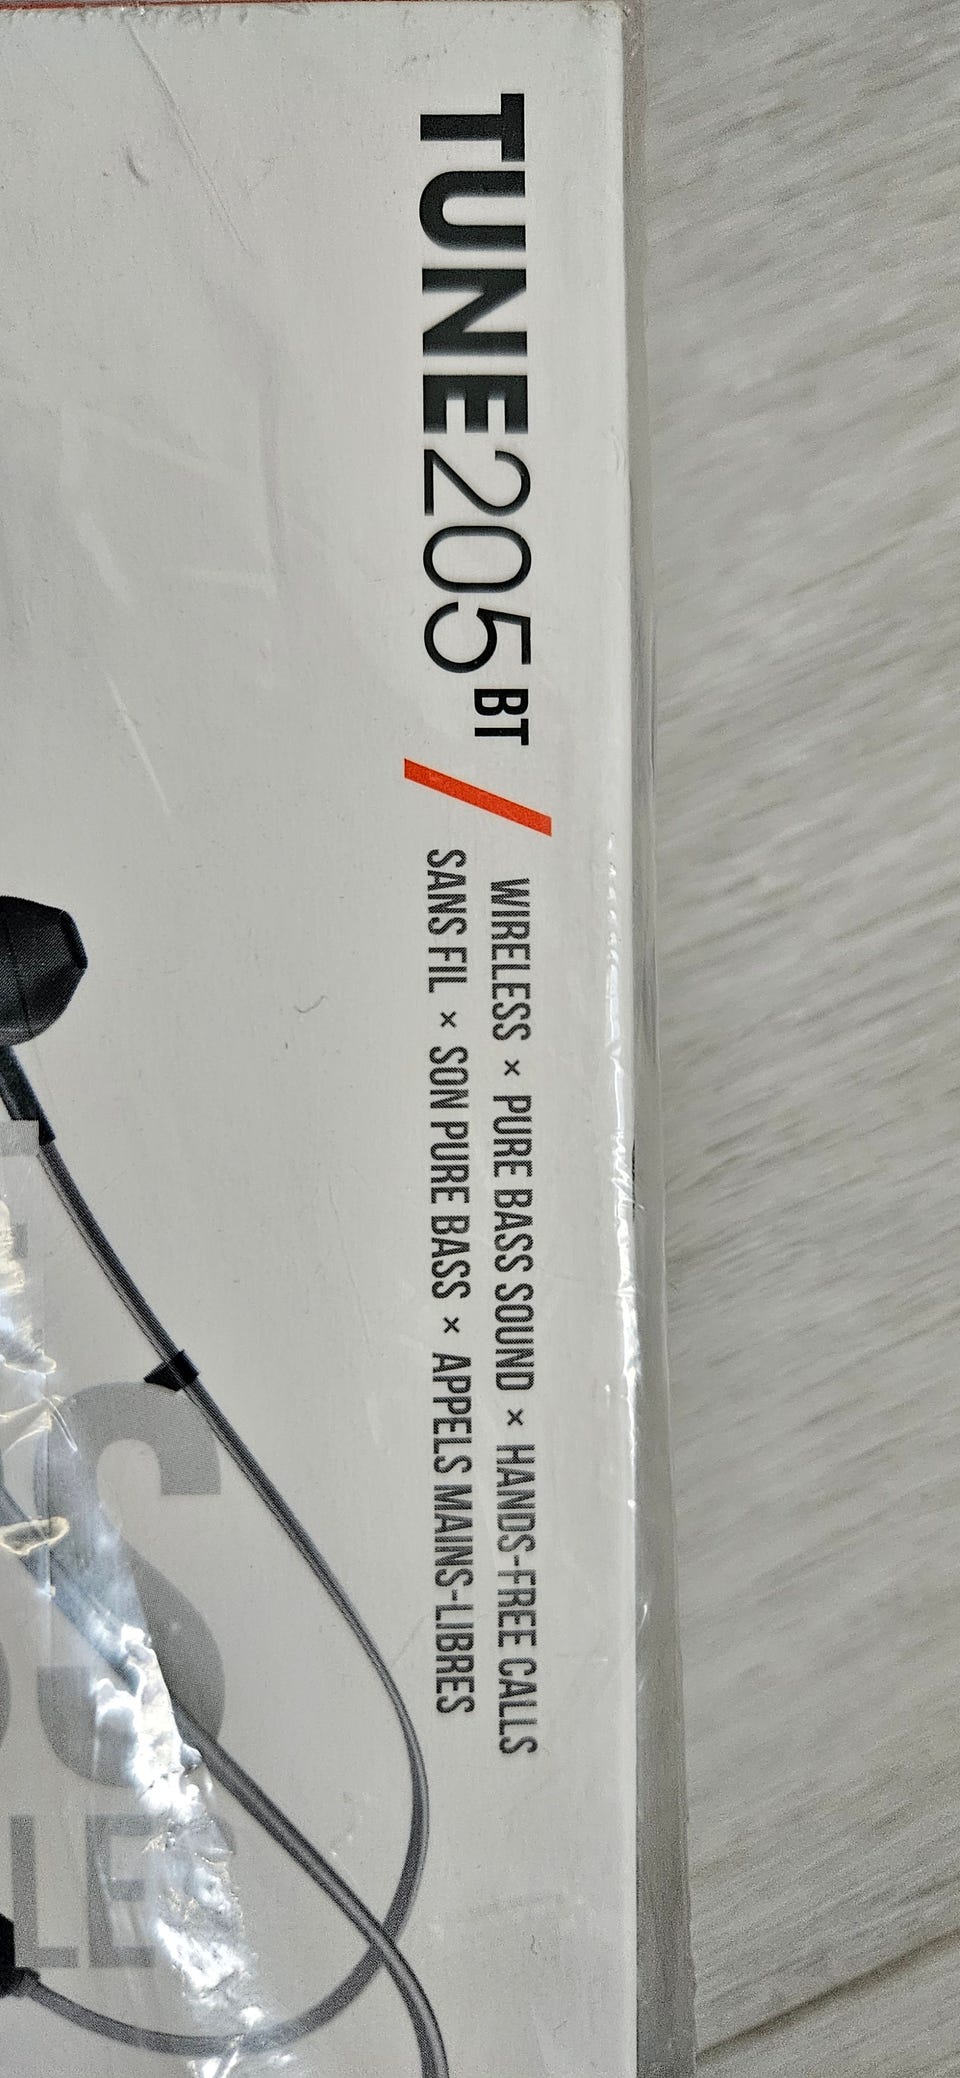 TUNE205BT
WIRELESS × PURE BASS SOUND × HANDS-FREE CALLS
SANS FIL × SON PURE BASS × APPELS MAINS-LIBRES